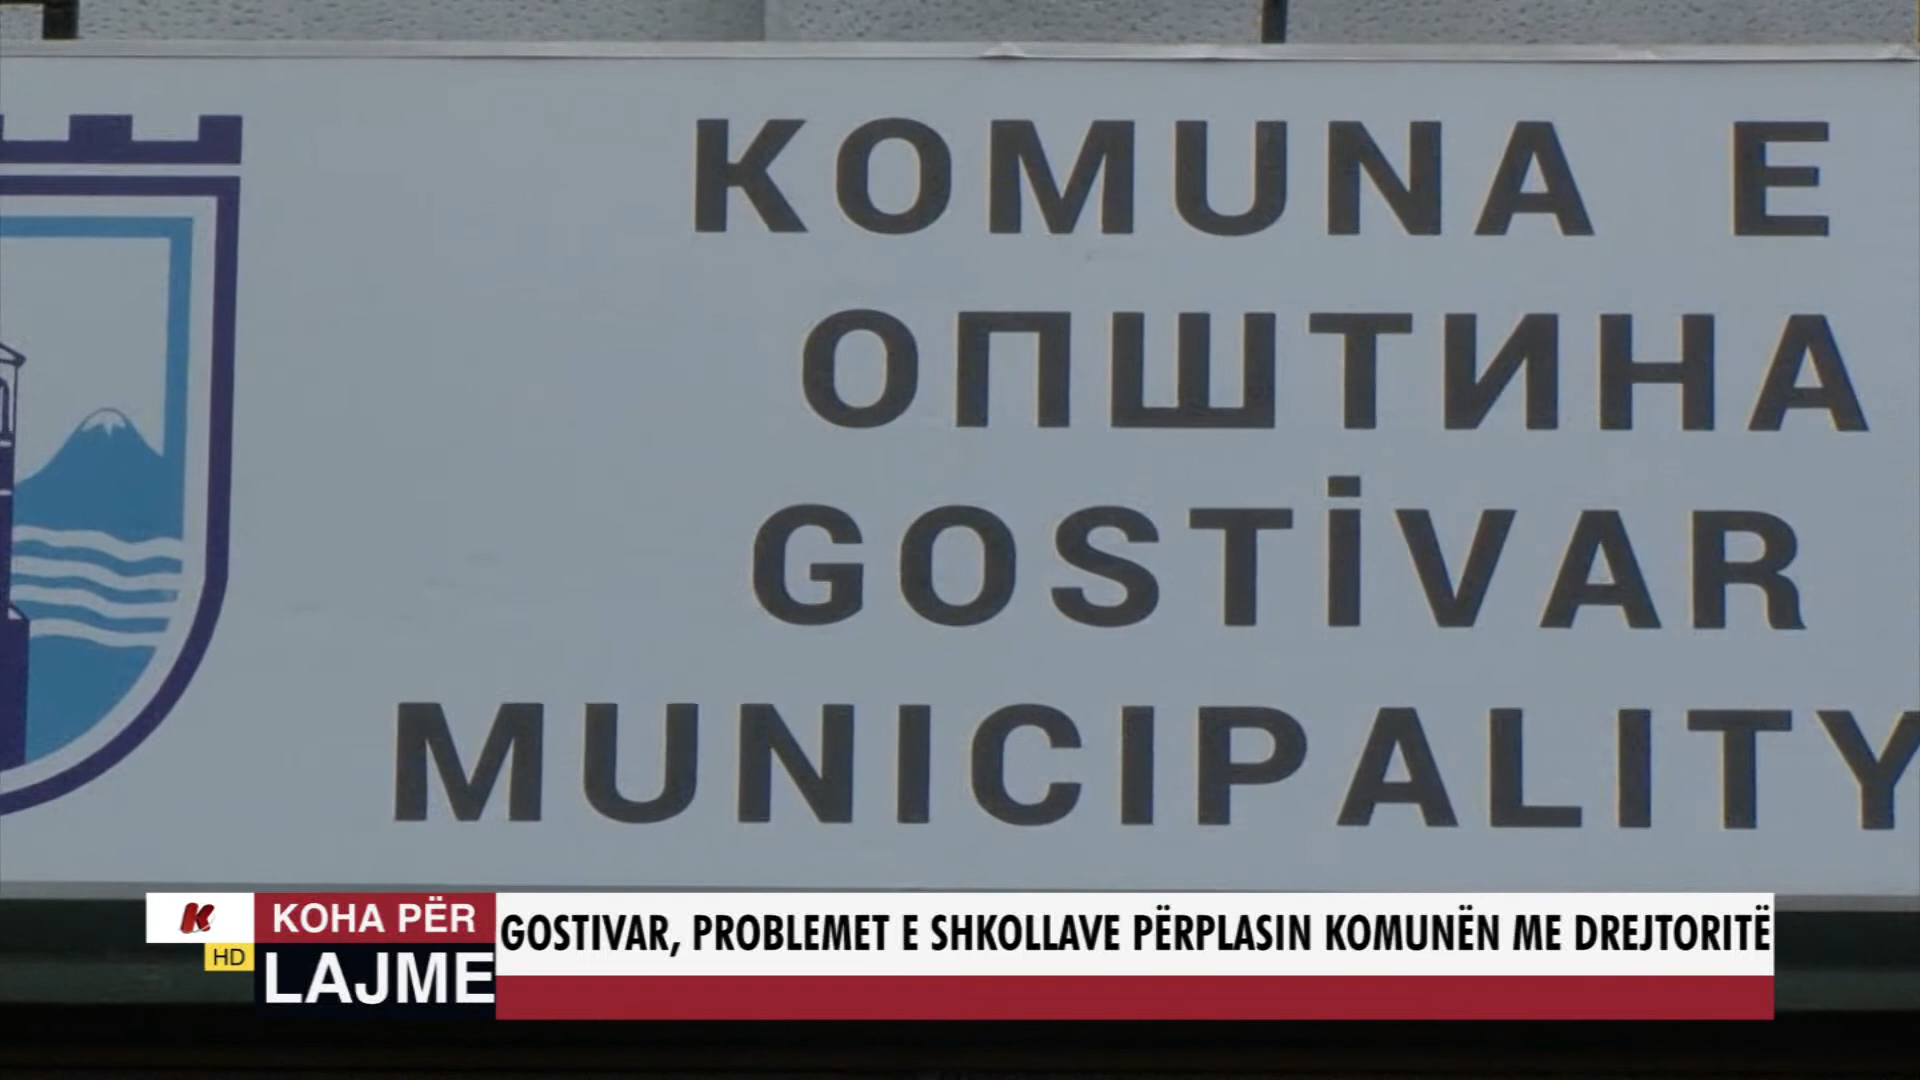 KOMUNA E
ОПШТИНА
GOSTİVAR
MUNICIPALITY
K
KOHA PËR
GOSTIVAR, PROBLEMET E SHKOLLAVE PËRPLASIN KOMUNËN ME DREJTORITË
HD
LAJME